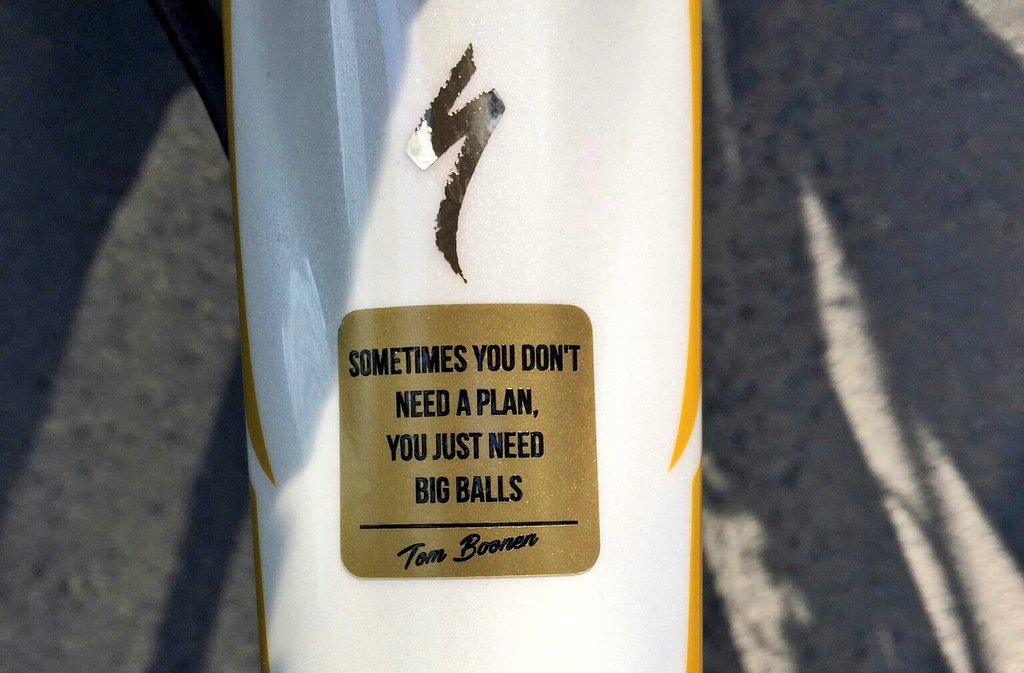 SOMETIMES YOU DON'T
NEED A PLAN,
YOU JUST NEED
BIG BALLS
Tom Boonen